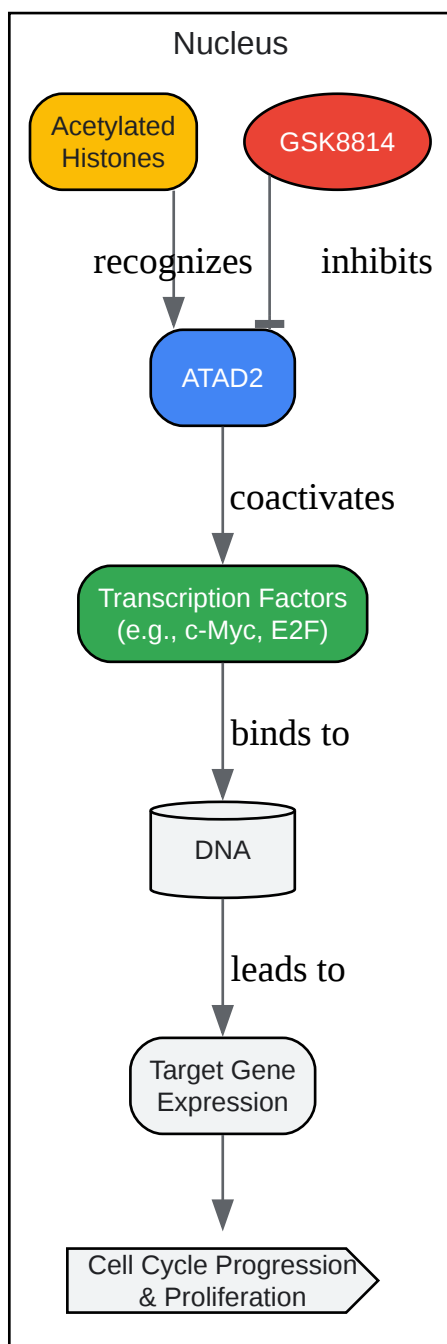 Nucleus
Acetylated
Histones
GSK8814
recognizes
inhibits
ATAD2
coactivates
Transcription Factors
(e.g., c-Myc, E2F)
binds to
DNA
leads to
Target Gene
Expression
Cell Cycle Progression
& Proliferation